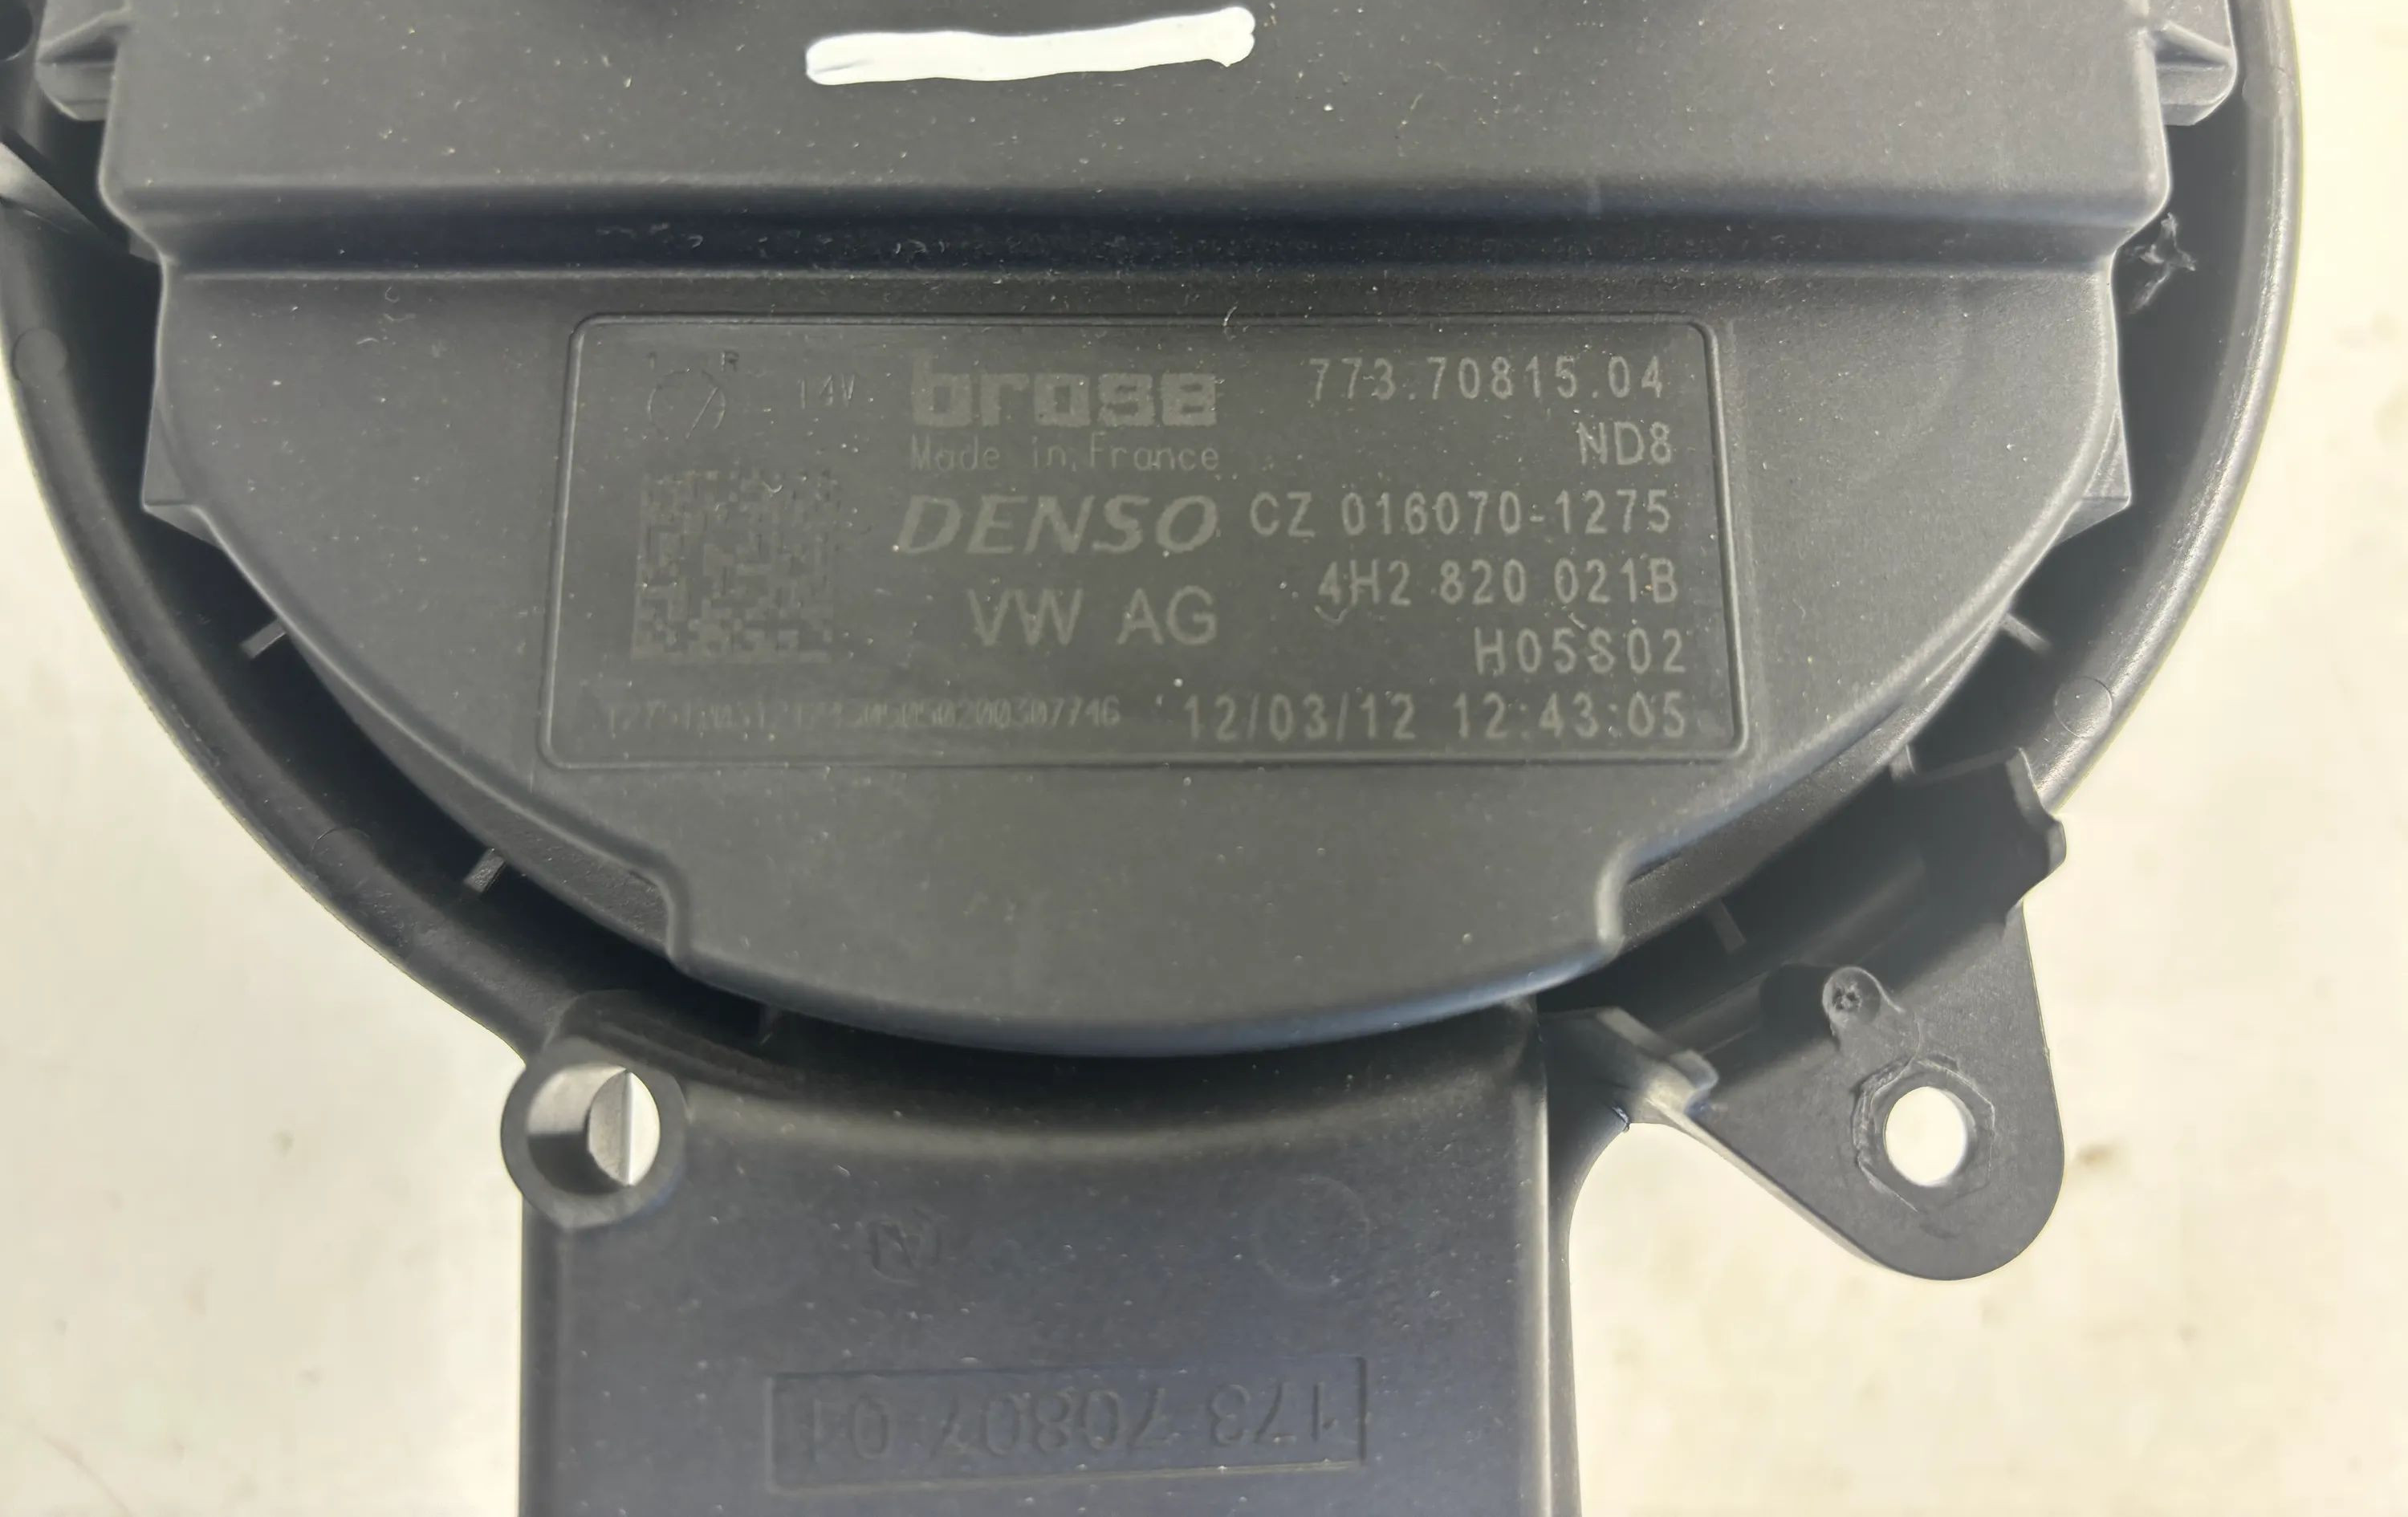 1 R
14V brose 773.70815.04
Made in France ND8
DENSO CZ 016070-1275
VW AG 4H2 820 021B
H05S02
12/03/12 12:43:05
173 70807 01